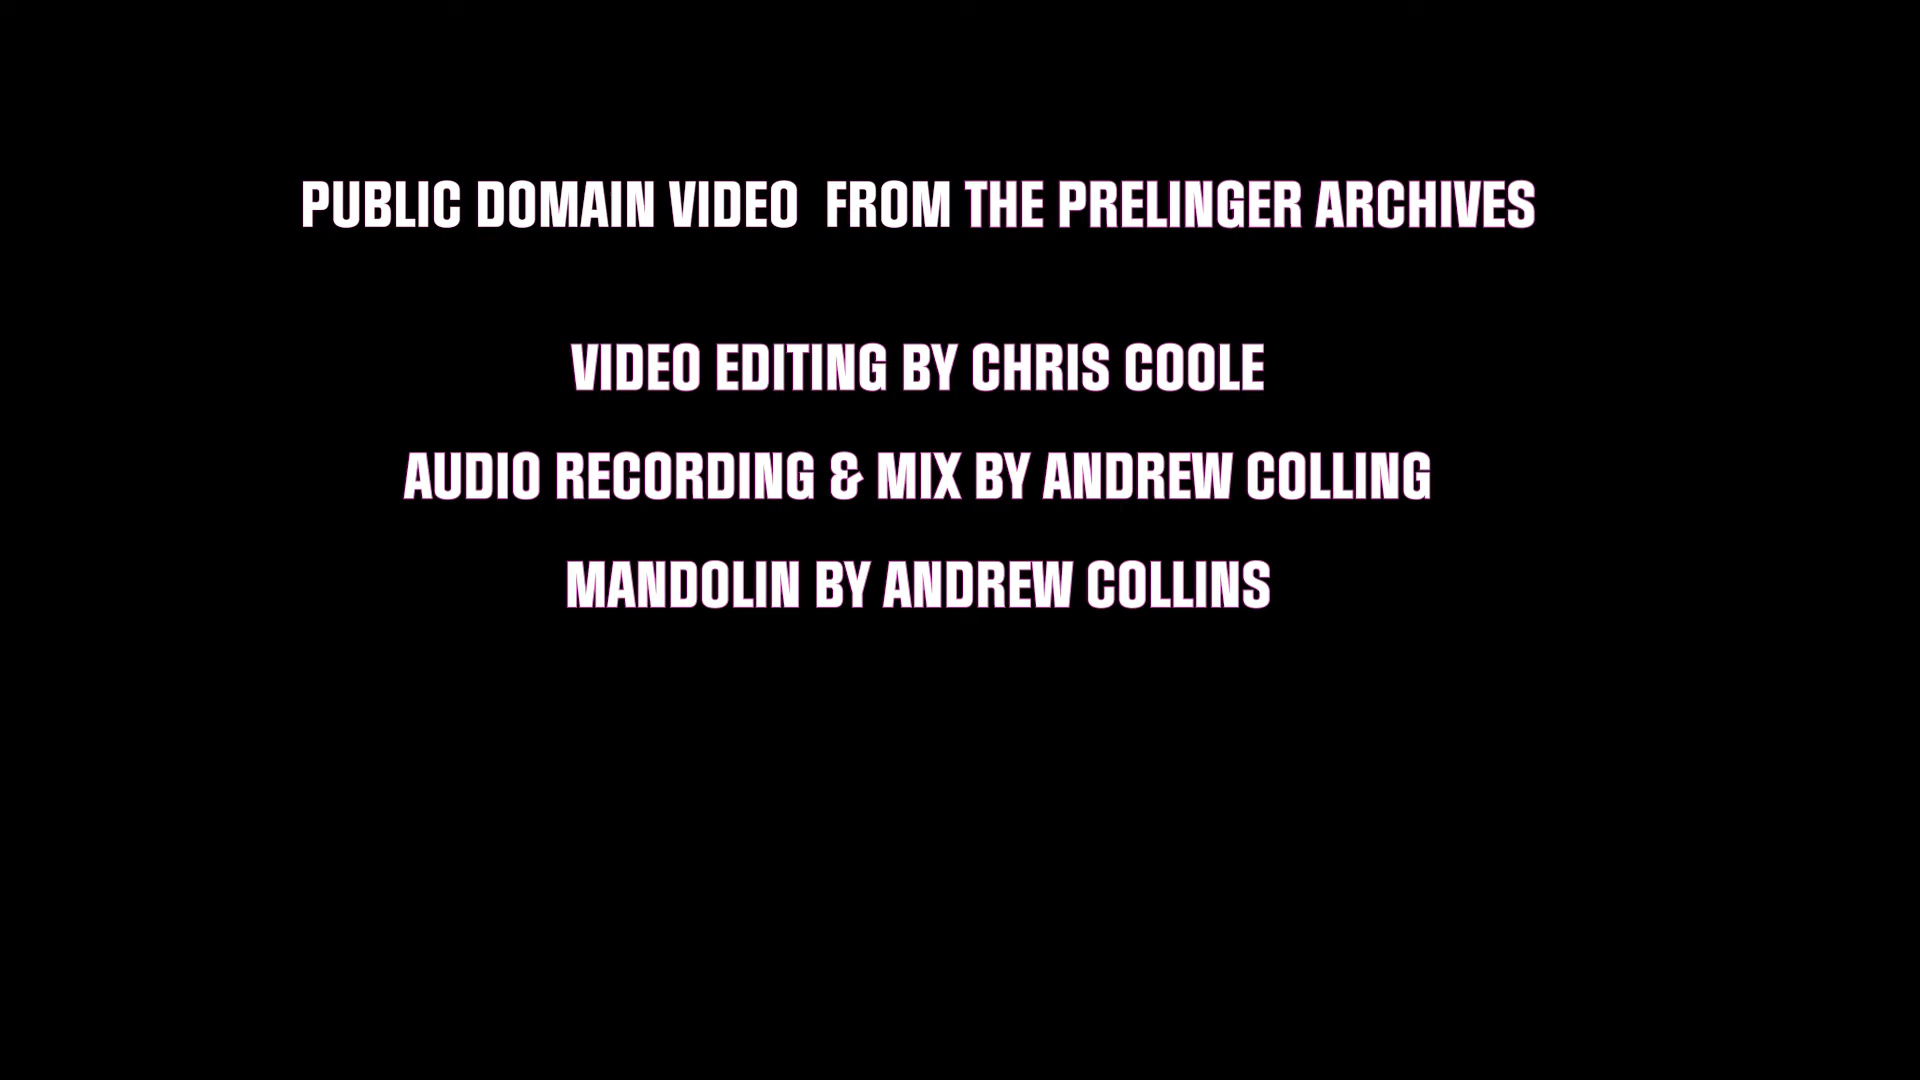 PUBLIC DOMAIN VIDEO  FROM THE PRELINGER ARCHIVES
VIDEO EDITING BY CHRIS COOLE
AUDIO RECORDING & MIX BY ANDREW COLLING
MANDOLIN BY ANDREW COLLINS